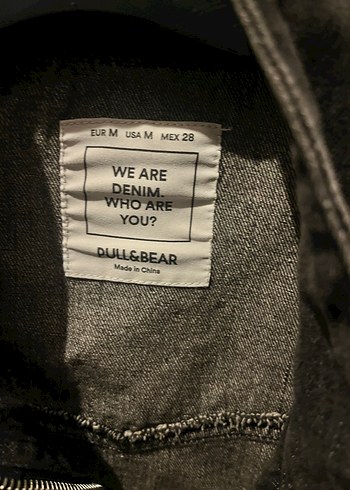 EUR M USA M MEX 28
WE ARE
DENIM.
WHO ARE
YOU?
PULL&BEAR
Made in China